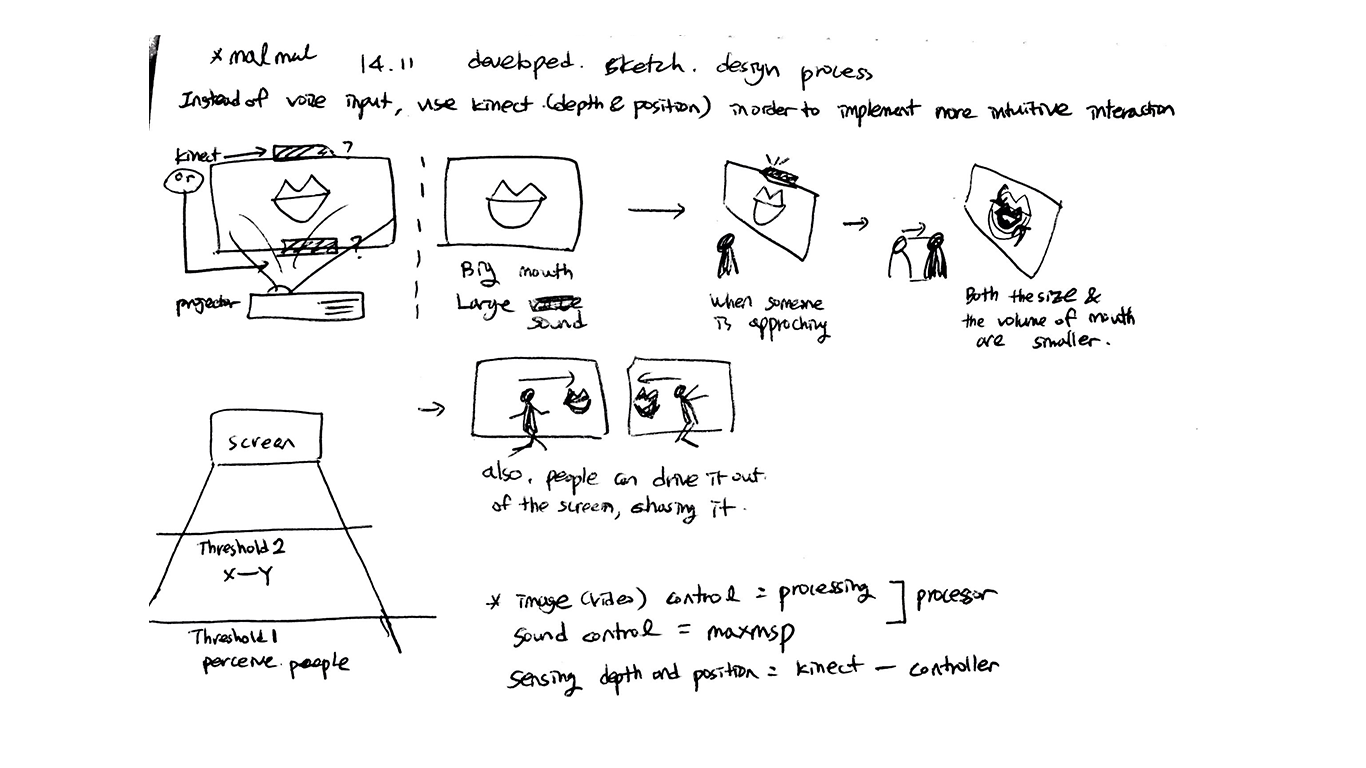 * malmal 14.11 developed. sketch. design process
Instead of voice input, use kinect (depth & position) in order to implement more intuitive interaction
kinect ?
or
?
projector
Big mouth
Large
sound
when someone
is approching
Both the size &
the volume of mouth
are smaller.
also, people can drive it out
of the screen, chasing it.
screen
Threshold 2
X—Y
Threshold 1
perceive people
* image (video) control = processing ] processor
sound control = maxmsp
sensing depth and position = kinect — controller